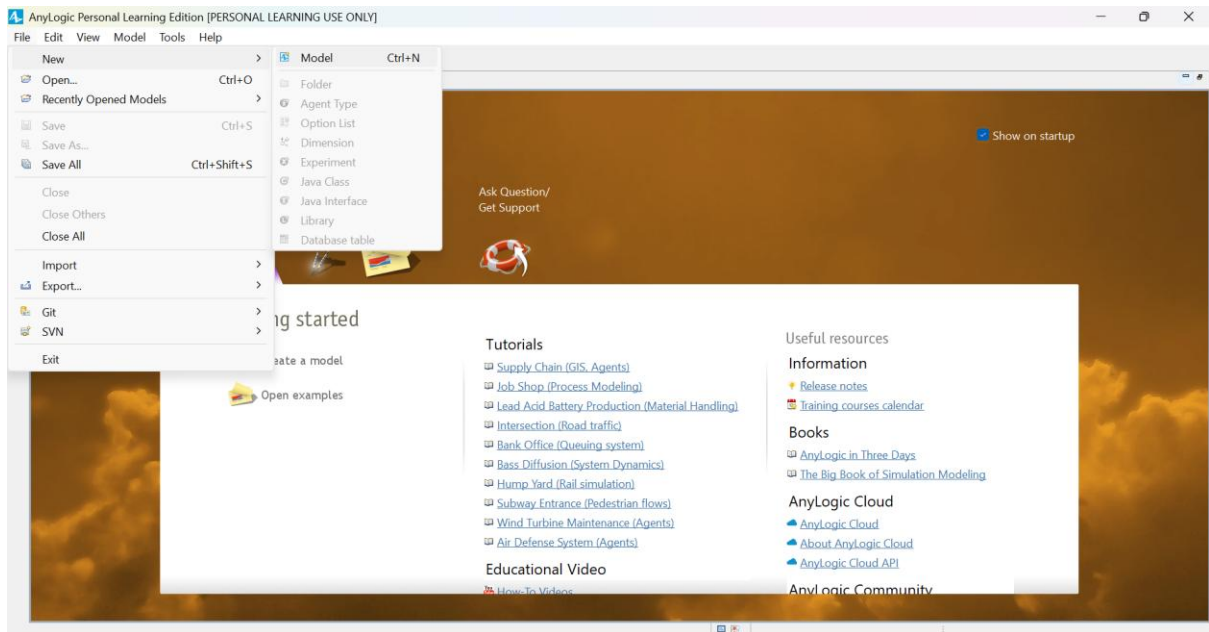 AnyLogic Personal Learning Edition [PERSONAL LEARNING USE ONLY]
File Edit View Model Tools Help
New >
Open... Ctrl+O
Recently Opened Models >
Save Ctrl+S
Save As...
Save All Ctrl+Shift+S
Close
Close Others
Close All
Import >
Export... >
Git >
SVN >
Exit
Model Ctrl+N
Folder
Agent Type
Option List
Dimension
Experiment
Java Class
Java Interface
Library
Database table
Show on startup
Ask Question/
Get Support
ng started
eate a model
Open examples
Tutorials
Supply Chain (GIS, Agents)
Job Shop (Process Modeling)
Lead Acid Battery Production (Material Handling)
Intersection (Road traffic)
Bank Office (Queuing system)
Bass Diffusion (System Dynamics)
Hump Yard (Rail simulation)
Subway Entrance (Pedestrian flows)
Wind Turbine Maintenance (Agents)
Air Defense System (Agents)
Educational Video
How-To Videos
Useful resources
Information
Release notes
Training courses calendar
Books
AnyLogic in Three Days
The Big Book of Simulation Modeling
AnyLogic Cloud
AnyLogic Cloud
About AnyLogic Cloud
AnyLogic Cloud API
AnyLogic Community